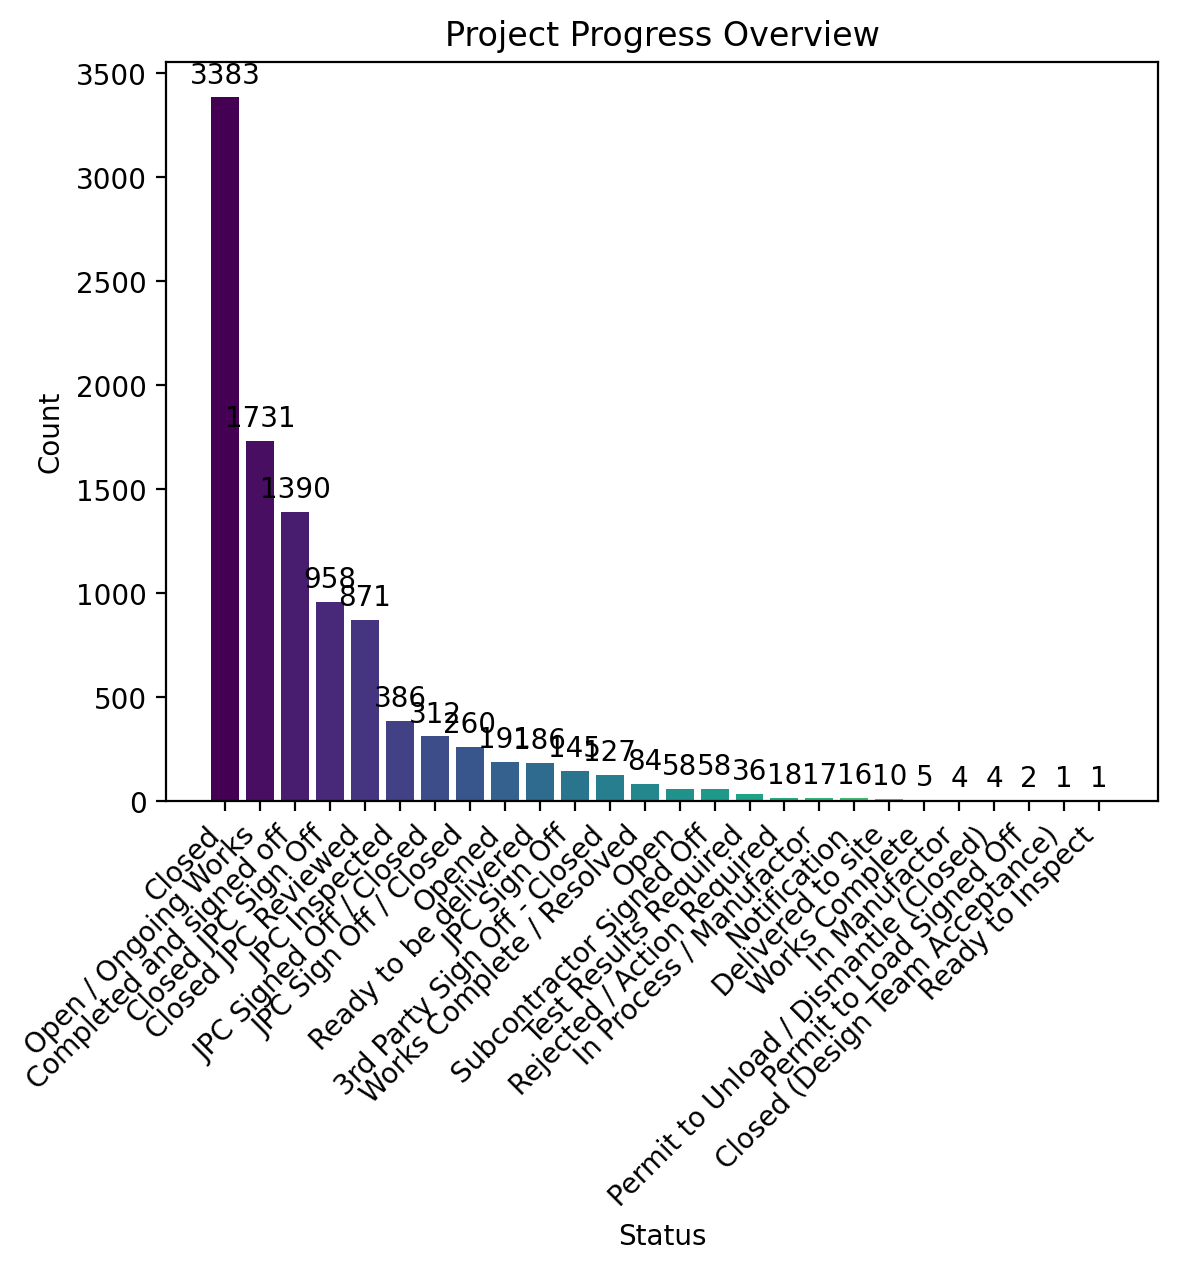 Project Progress Overview
Count
3500
3000
2500
2000
1500
1000
500
0
3383
1731
1390
958
871
386
312
260
191
186
145
127
84
58
58
36
18
17
16
10
5
4
4
2
1
1
Closed
Open / Ongoing Works
Completed and signed off
Closed JPC Sign Off
Closed JPC Reviewed
JPC Inspected
JPC Signed Off / Closed
JPC Sign Off / Closed
Opened
Ready to be delivered
JPC Sign Off
3rd Party Sign Off - Closed
Works Complete / Resolved
Open
Subcontractor Signed Off
Test Results Required
Rejected / Action Required
In Process / Manufactor
Notification
Delivered to site
Works Complete
In Manufactor
Permit to Unload / Dismantle (Closed)
Permit to Load Signed Off
Closed (Design Team Acceptance)
Ready to Inspect
Status